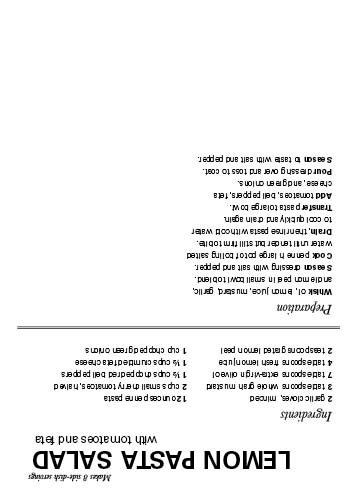 Makes 8 side-dish servings
LEMON PASTA SALAD
with tomatoes and feta
Ingredients
2 garlic cloves, minced
3 tablespoons whole grain mustard
7 tablespoons extra-virgin olive oil
4 tablespoons fresh lemon juice
2 teaspoons grated lemon peel
12 ounces penne pasta
2 cups small cherry tomatoes, halved
1½ cups chopped red bell peppers
1½ cups crumbled feta cheese
1 cup chopped green onions
Preparation
Whisk oil, lemon juice, mustard, garlic,
and lemon peel in small bowl to blend.
Season dressing with salt and pepper.
Cook penne in large pot of boiling salted
water until tender but still firm to bite.
Drain, then rinse pasta with cold water
to cool quickly and drain again.
Transfer pasta to large bowl.
Add tomatoes, bell peppers, feta
cheese, and green onions.
Pour dressing over and toss to coat.
Season to taste with salt and pepper.